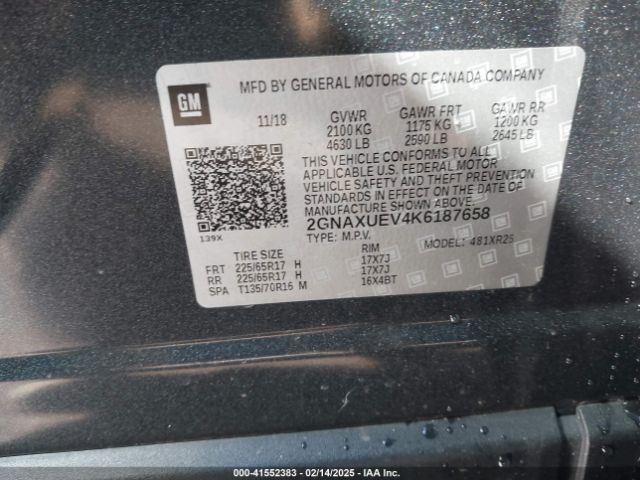 GM
MFD BY GENERAL MOTORS OF CANADA COMPANY
11/18 GVWR GAWR FRT GAWR RR
2100 KG 1175 KG 1200 KG
4630 LB 2590 LB 2645 LB
THIS VEHICLE CONFORMS TO ALL
APPLICABLE U.S. FEDERAL MOTOR
VEHICLE SAFETY AND THEFT PREVENTION
STANDARDS IN EFFECT ON THE DATE OF
MANUFACTURE SHOWN ABOVE.
2GNAXUEV4K6187658
TYPE: M.P.V. MODEL: 481XR26
139X
TIRE SIZE RIM
FRT 225/65R17 H 17X7J
RR 225/65R17 H 17X7J
SPA T135/70R16 M 16X4BT
000-41552383 - 02/14/2025 - IAA Inc.